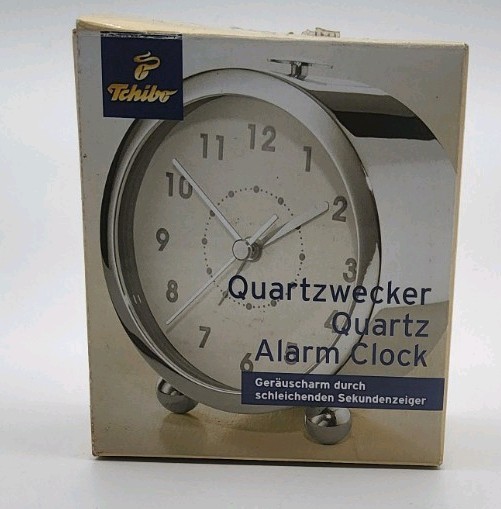 Tchibo
12
11
1
10
2
9
3
8
4
7
6
Quartzwecker
Quartz
Alarm Clock
Geräuscharm durch
schleichenden Sekundenzeiger